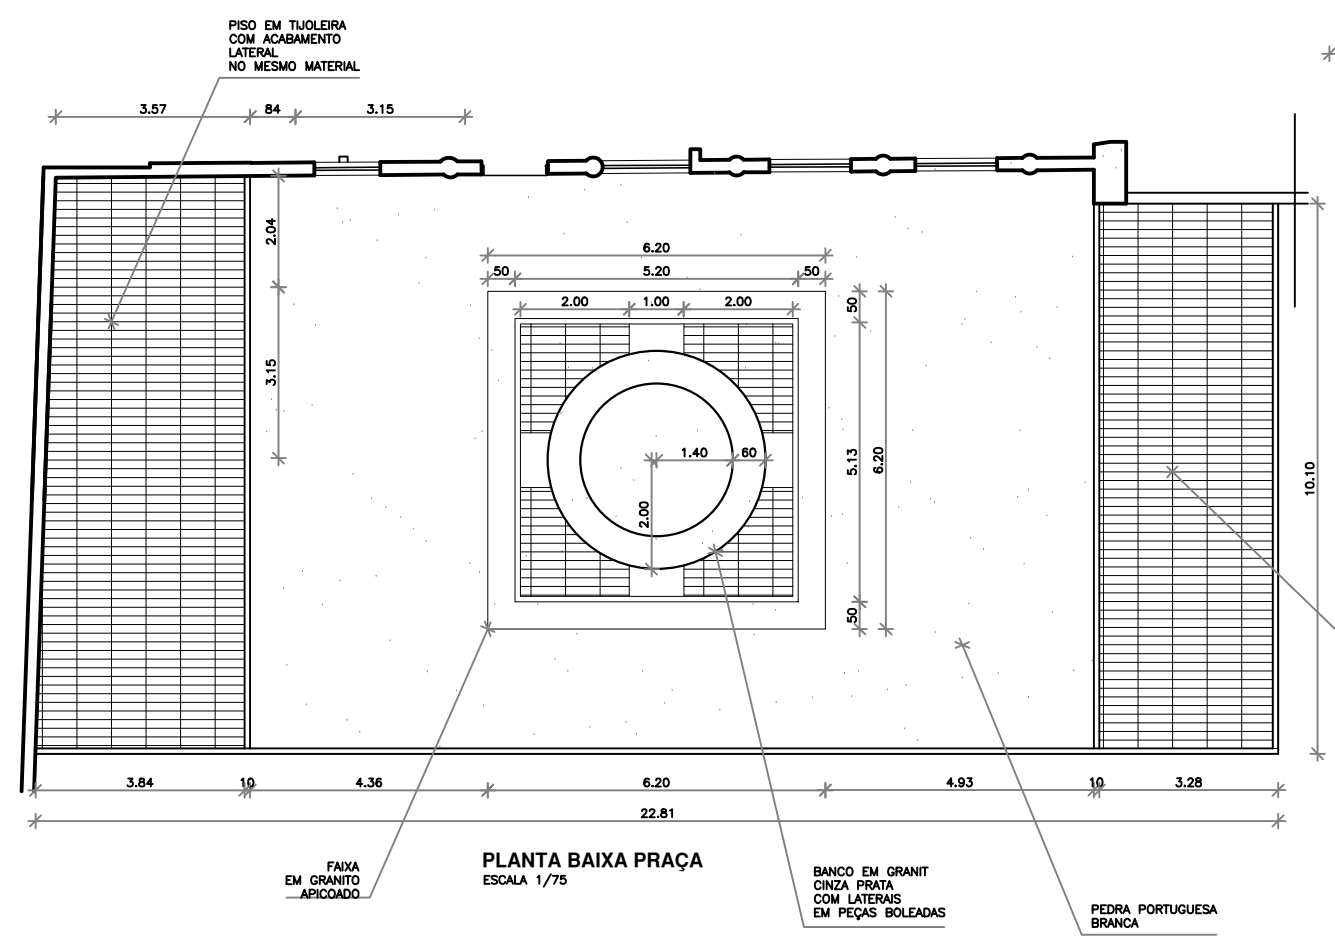 PISO EM TIJOLEIRA
COM ACABAMENTO
LATERAL
NO MESMO MATERIAL
3.57
84
3.15
2.04
6.20
50
5.20
50
2.00
1.00
2.00
50
3.15
1.40
60
5.13
6.20
10.10
2.00
50
3.84
10
4.36
6.20
4.93
10
3.28
22.81
PLANTA BAIXA PRAÇA
ESCALA 1/75
FAIXA
EM GRANITO
APICOADO
BANCO EM GRANIT
CINZA PRATA
COM LATERAIS
EM PEÇAS BOLEADAS
PEDRA PORTUGUESA
BRANCA